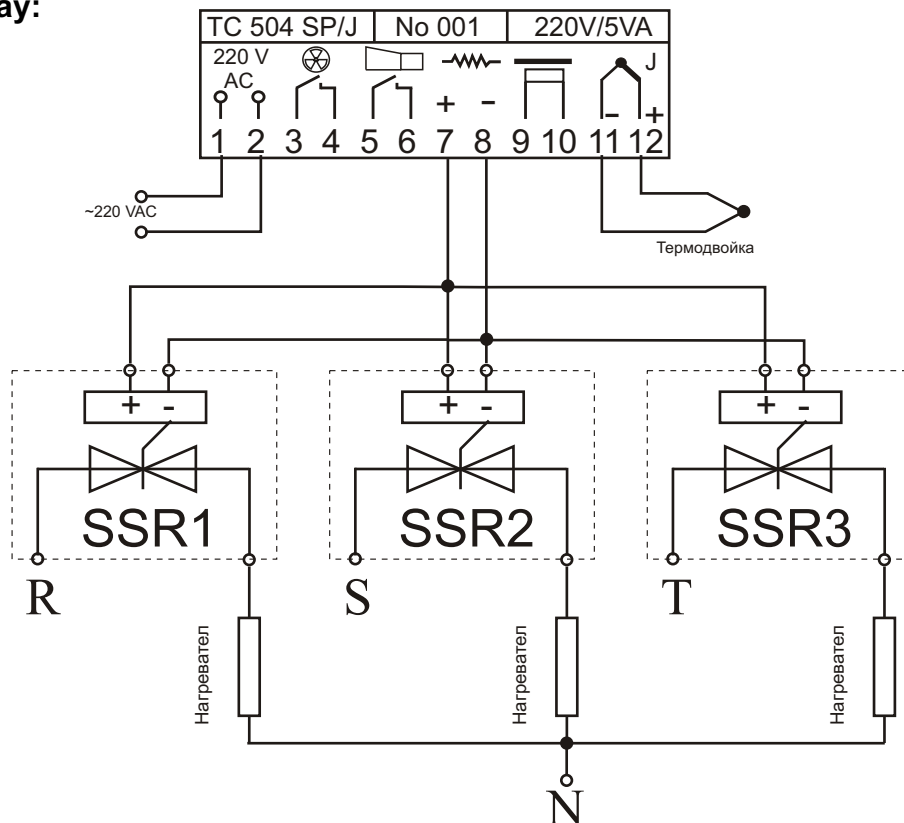 ay:
TC 504 SP/J No 001 220V/5VA
220 V
AC
J
+ - - +
1 2 3 4 5 6 7 8 9 10 11 12
~220 VAC
Термодвойка
+ - + - + -
SSR1 SSR2 SSR3
R S T
Нагревател Нагревател Нагревател
N